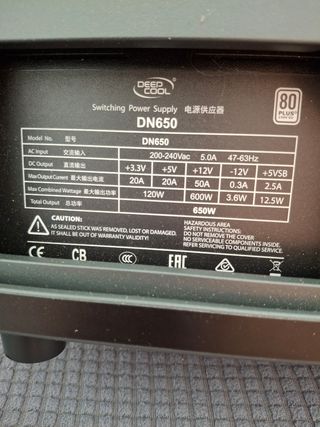 DEEP
COOL
80
PLUS
Switching Power Supply 电源供应器
DN650
Model No. 型号 DN650
AC Input 交流输入 200-240Vac 5.0A 47-63Hz
DC Output 直流输出 +3.3V +5V +12V -12V +5VSB
Max Output Current 最大输出电流 20A 20A 50A 0.3A 2.5A
Max Combined Wattage 最大输出功率 120W 600W 3.6W 12.5W
Total Output 总功率 650W
CAUTION:
AS SEALED STICK WAS REMOVED, LOST OR DAMAGED.
IT SHALL BE OUT OF WARRANTY AVAILABLE.
HAZARDOUS AREA
SAFETY INSTRUCTIONS:
DO NOT REMOVE THE COVER.
NO SERVICEABLE COMPONENTS INSIDE.
REFER SERVICING TO QUALIFIED SERVICE.
CE CB CCC EAC